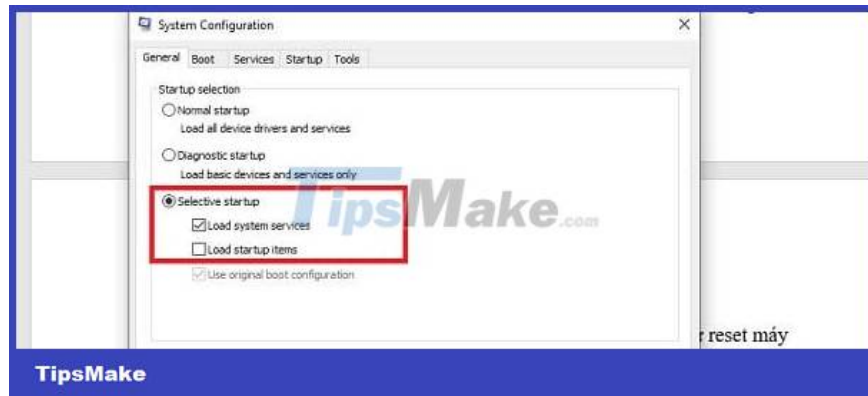 System Configuration
General Boot Services Startup Tools
Startup selection
Normal startup
Load all device drivers and services
Diagnostic startup
Load basic devices and services only
Selective startup
Load system services
Load startup items
Use original boot configuration
TipsMake.com
reset máy
TipsMake